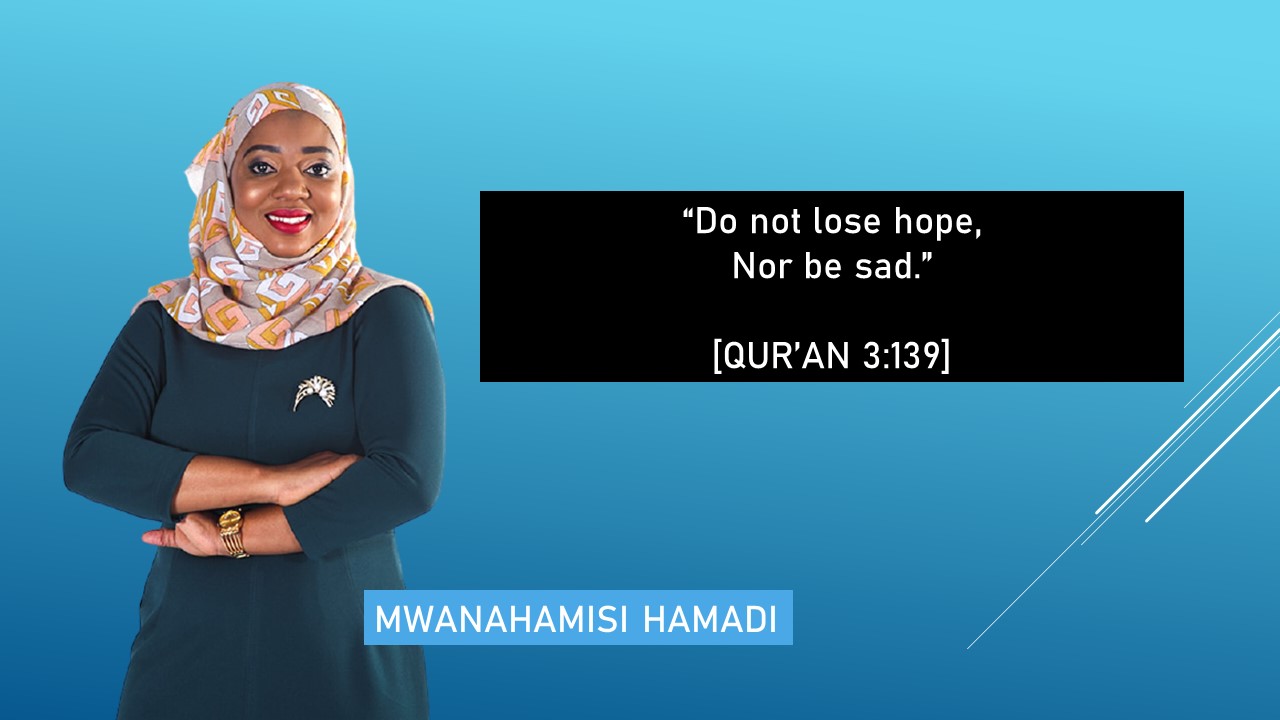 “Do not lose hope,
Nor be sad.”
[QUR’AN 3:139]
MWANAHAMISI HAMADI